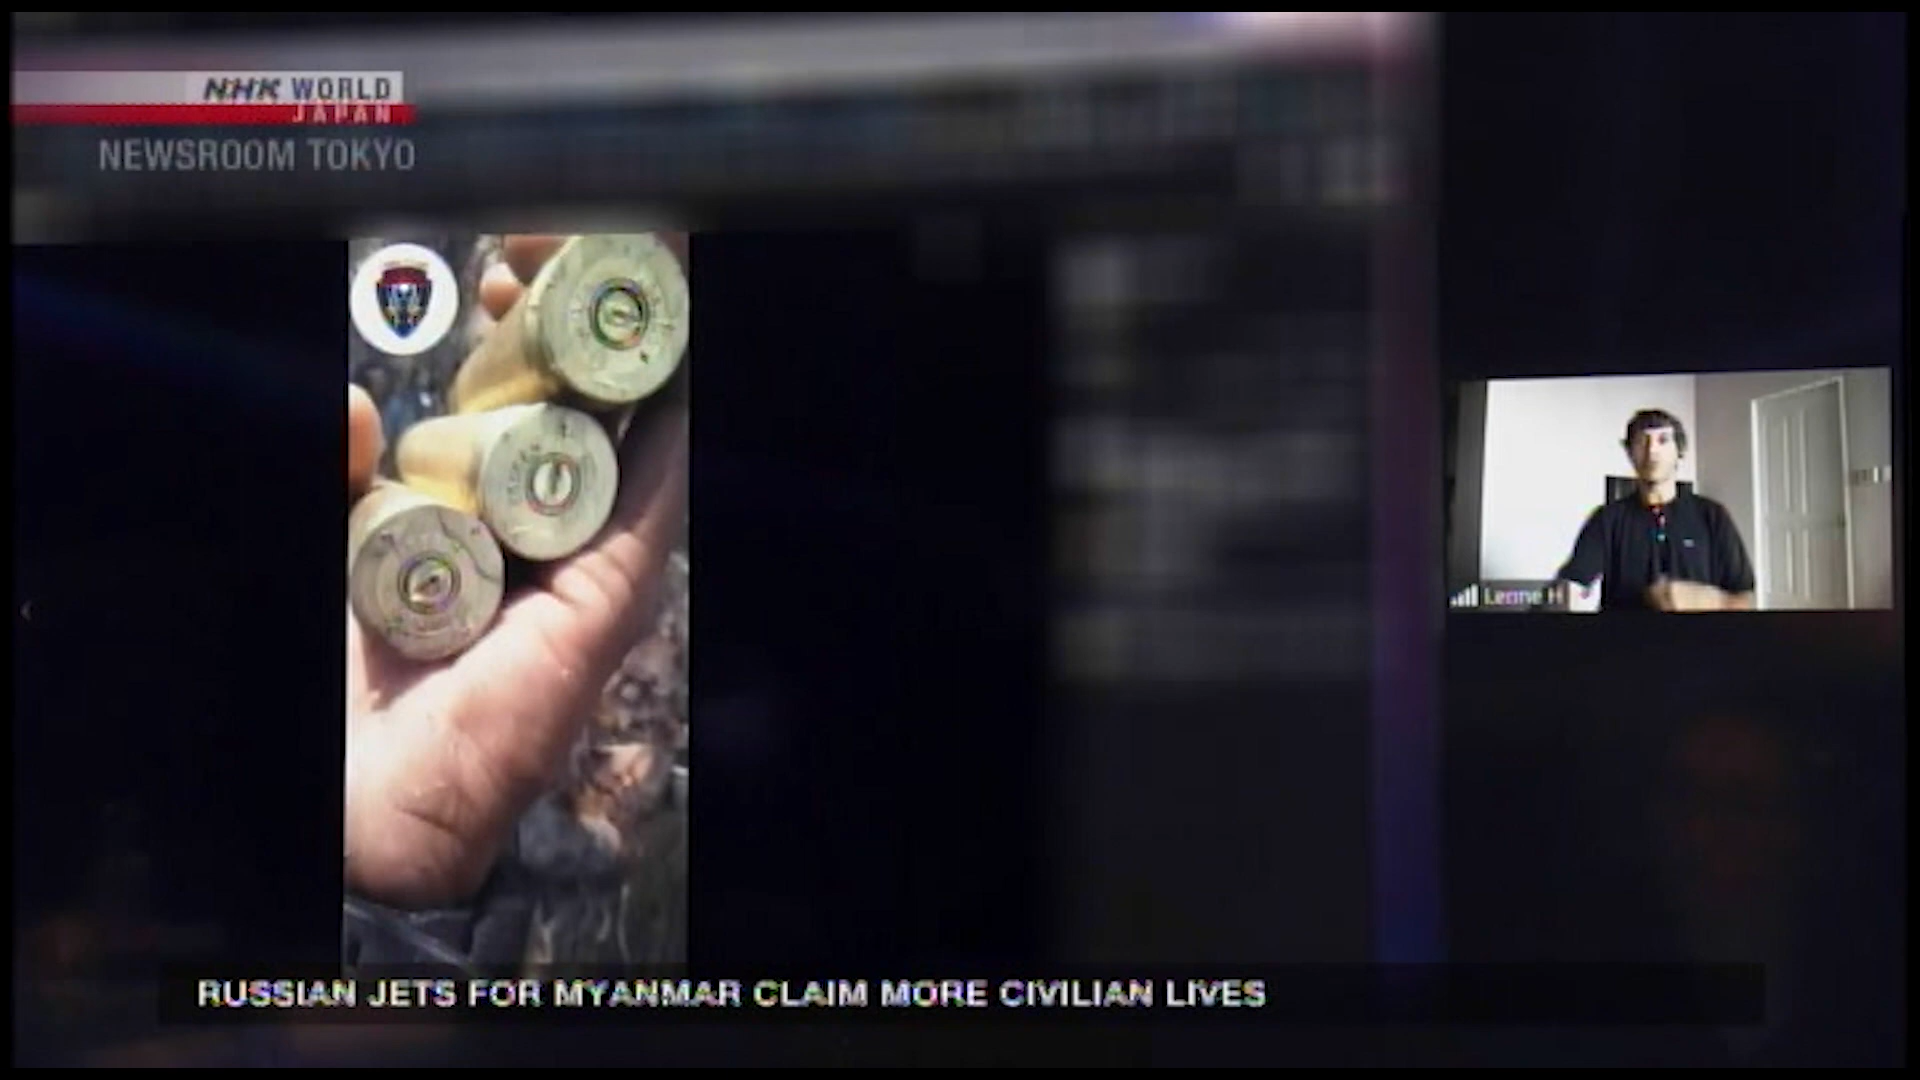 NHK WORLD
JAPAN
NEWSROOM TOKYO
Leone H
RUSSIAN JETS FOR MYANMAR CLAIM MORE CIVILIAN LIVES